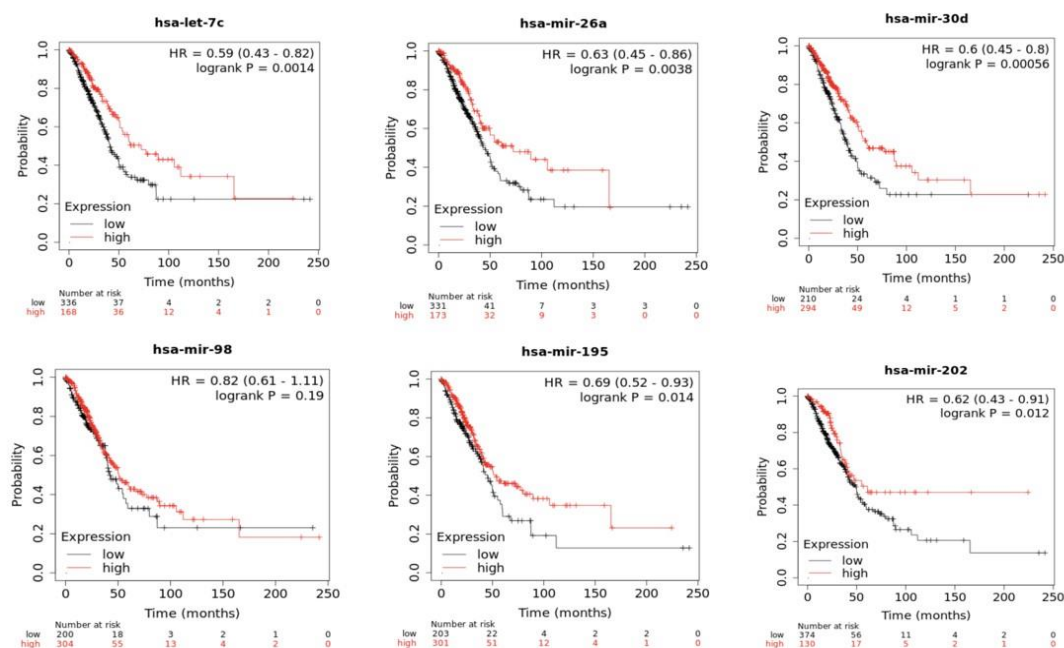 hsa-let-7c
HR = 0.59 (0.43 - 0.82)
logrank P = 0.0014
Probability
1.0
0.8
0.6
0.4
0.2
0.0
Expression
low
high
0 50 100 150 200 250
Time (months)
Number at risk
low 336 37 4 2 2 0
high 168 36 12 4 1 0
hsa-mir-26a
HR = 0.63 (0.45 - 0.86)
logrank P = 0.0038
Probability
1.0
0.8
0.6
0.4
0.2
0.0
Expression
low
high
0 50 100 150 200 250
Time (months)
Number at risk
low 331 41 7 3 3 0
high 173 32 9 3 0 0
hsa-mir-30d
HR = 0.6 (0.45 - 0.8)
logrank P = 0.00056
Probability
1.0
0.8
0.6
0.4
0.2
0.0
Expression
low
high
0 50 100 150 200 250
Time (months)
Number at risk
low 210 24 4 1 1 0
high 294 49 12 5 2 0
hsa-mir-98
HR = 0.82 (0.61 - 1.11)
logrank P = 0.19
Probability
1.0
0.8
0.6
0.4
0.2
0.0
Expression
low
high
0 50 100 150 200 250
Time (months)
Number at risk
low 200 18 3 2 1 0
high 304 55 13 4 2 0
hsa-mir-195
HR = 0.69 (0.52 - 0.93)
logrank P = 0.014
Probability
1.0
0.8
0.6
0.4
0.2
0.0
Expression
low
high
0 50 100 150 200 250
Time (months)
Number at risk
low 203 22 4 2 2 0
high 301 51 12 4 1 0
hsa-mir-202
HR = 0.62 (0.43 - 0.91)
logrank P = 0.012
Probability
1.0
0.8
0.6
0.4
0.2
0.0
Expression
low
high
0 50 100 150 200 250
Time (months)
Number at risk
low 374 56 11 4 2 0
high 130 17 5 2 1 0